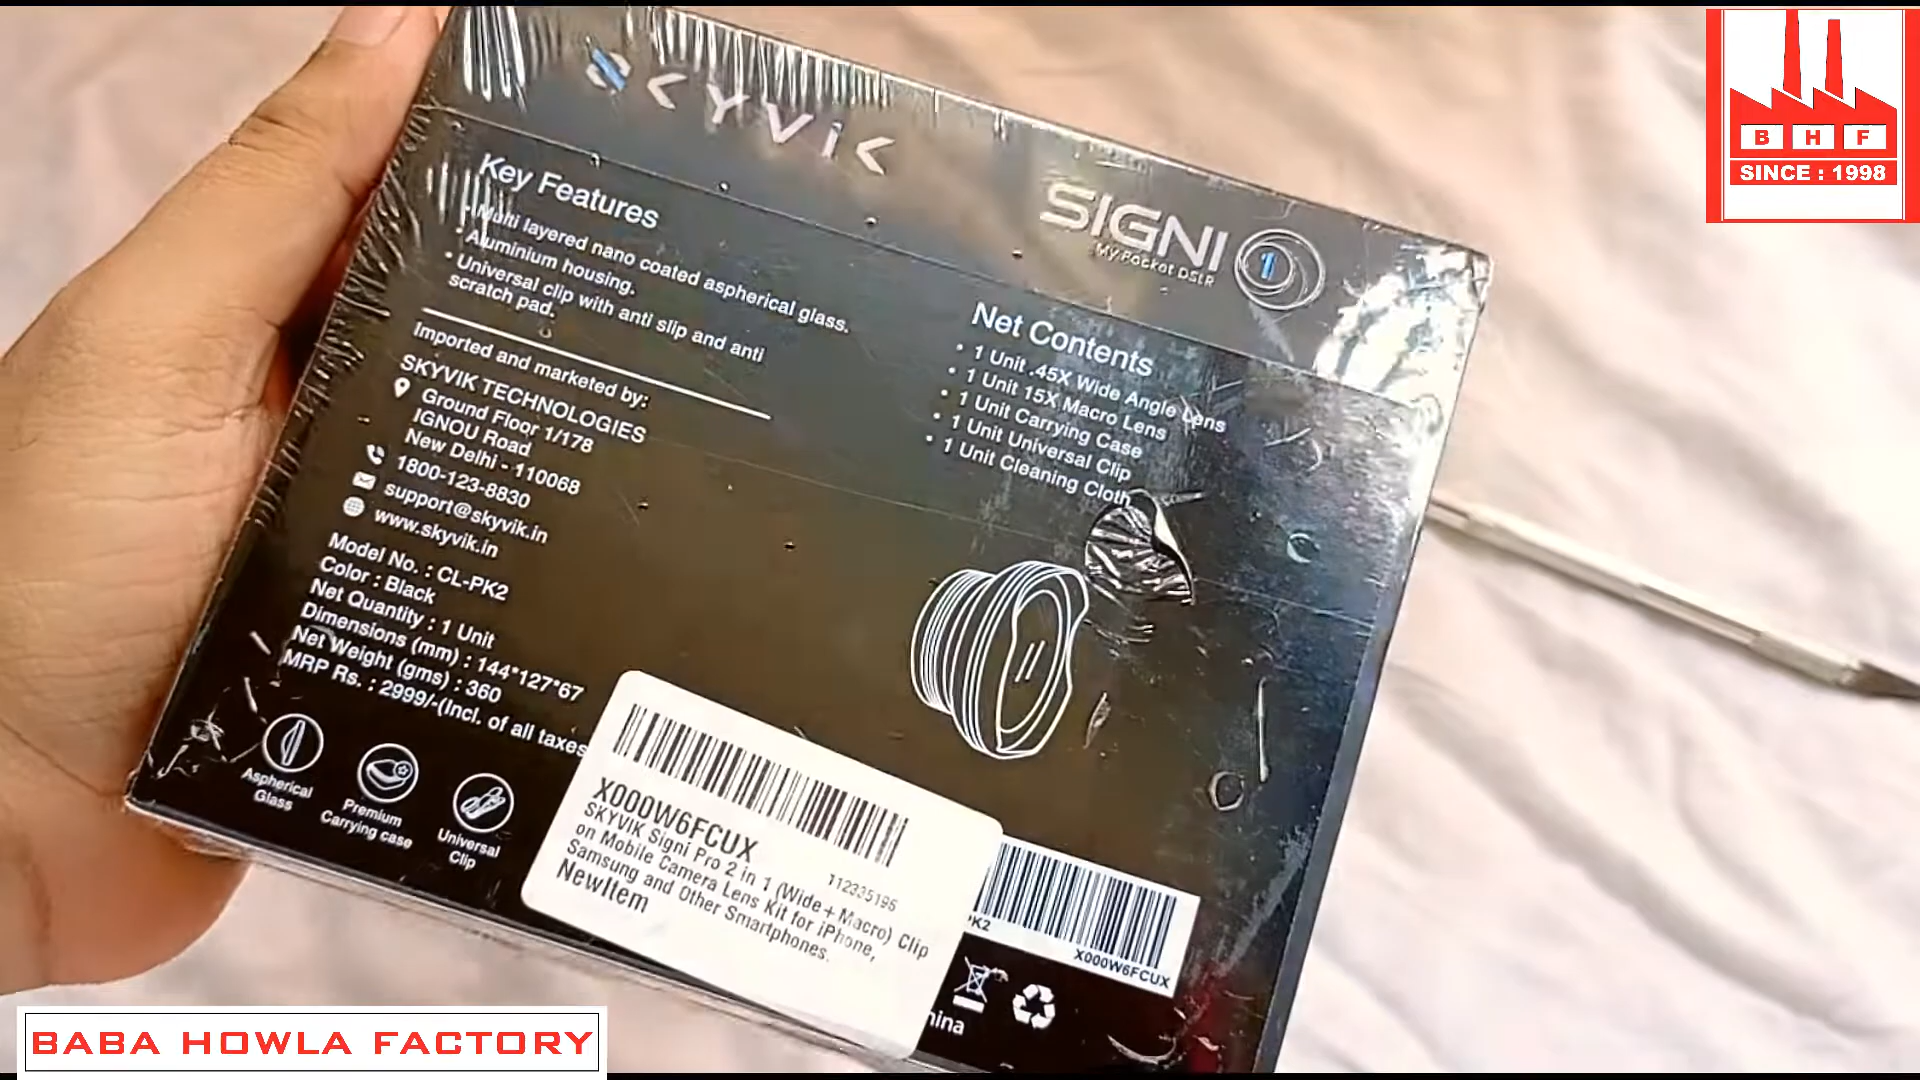 SKYVIK
SIGNI 1
My Pocket DSLR
Key Features
• Multi layered nano coated aspherical glass.
• Aluminium housing.
• Universal clip with anti slip and anti
scratch pad.
Imported and marketed by:
SKYVIK TECHNOLOGIES
Ground Floor 1/178
IGNOU Road
New Delhi - 110068
1800-123-8830
support@skyvik.in
www.skyvik.in
Model No. : CL-PK2
Color : Black
Net Quantity : 1 Unit
Dimensions (mm) : 144*127*67
Net Weight (gms) : 360
MRP Rs. : 2999/-(Incl. of all taxes
Aspherical
Glass
Premium
Carrying case
Universal
Clip
Net Contents
• 1 Unit .45X Wide Angle Lens
• 1 Unit 15X Macro Lens
• 1 Unit Carrying Case
• 1 Unit Universal Clip
• 1 Unit Cleaning Cloth
X000W6FCUX
112335195
SKYVIK Signi Pro 2 in 1 (Wide+Macro) Clip
on Mobile Camera Lens Kit for iPhone,
Samsung and Other Smartphones.
NewItem
PK2
X000W6FCUX
hina
B H F
SINCE : 1998
BABA HOWLA FACTORY